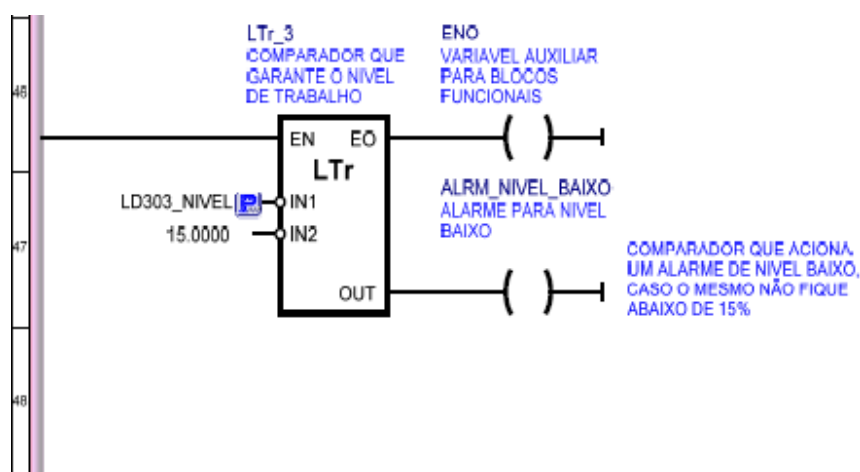 LTr_3
COMPARADOR QUE
GARANTE O NIVEL
DE TRABALHO
ENO
VARIAVEL AUXILIAR
PARA BLOCOS
FUNCIONAIS
46
EN EO
LTr
LD303_NIVEL
IN1
15.0000
IN2
OUT
ALRM_NIVEL_BAIXO
ALARME PARA NIVEL
BAIXO
47
COMPARADOR QUE ACIONA
UM ALARME DE NIVEL BAIXO,
CASO O MESMO NÃO FIQUE
ABAIXO DE 15%
48